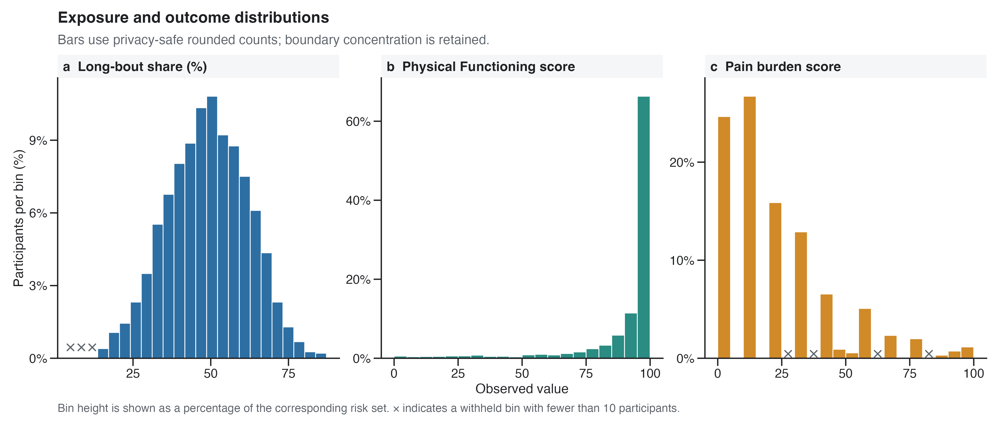 Exposure and outcome distributions
Bars use privacy-safe rounded counts; boundary concentration is retained.
a Long-bout share (%)
b Physical Functioning score
c Pain burden score
Participants per bin (%)
9%
6%
3%
0%
25 50 75
60%
40%
20%
0%
0 25 50 75 100
20%
10%
0%
0 25 50 75 100
Observed value
Bin height is shown as a percentage of the corresponding risk set. × indicates a withheld bin with fewer than 10 participants.